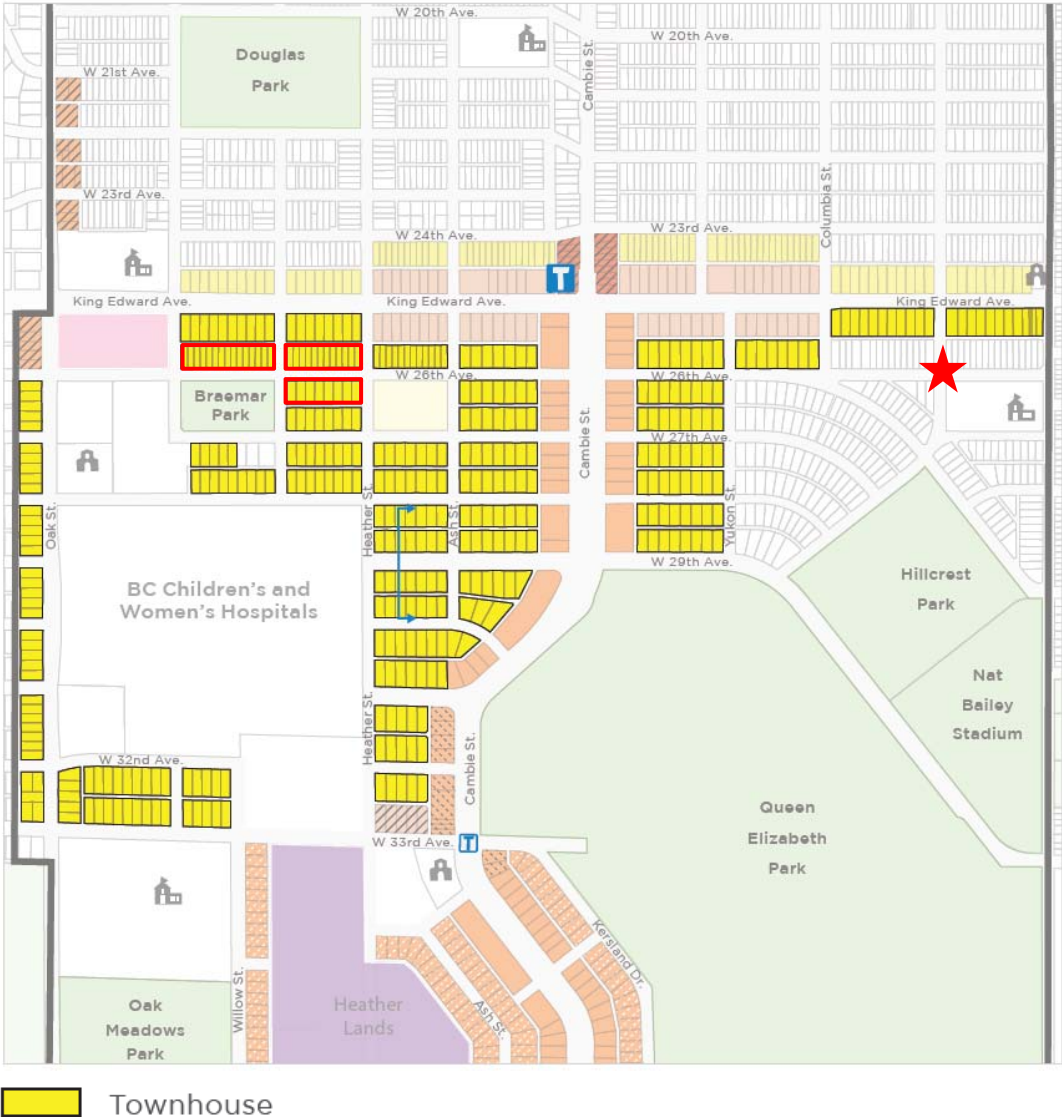 W 20th Ave.
W 20th Ave.
Douglas
Park
Cambie St.
W 21st Ave.
W 23rd Ave.
Columbia St.
W 24th Ave.
W 23rd Ave.
T
King Edward Ave.
King Edward Ave.
King Edward Ave.
W 26th Ave.
W 26th Ave.
Braemar
Park
Cambie St.
W 27th Ave.
Oak St.
Heather St.
Ash St.
Yukon St.
W 29th Ave.
BC Children's and
Women's Hospitals
Hillcrest
Park
Nat
Bailey
Stadium
Heather St.
Cambie St.
W 32nd Ave.
Queen
Elizabeth
Park
W 33rd Ave.
T
Kersland Dr.
Willow St.
Ash St.
Oak
Meadows
Park
Heather
Lands
Townhouse